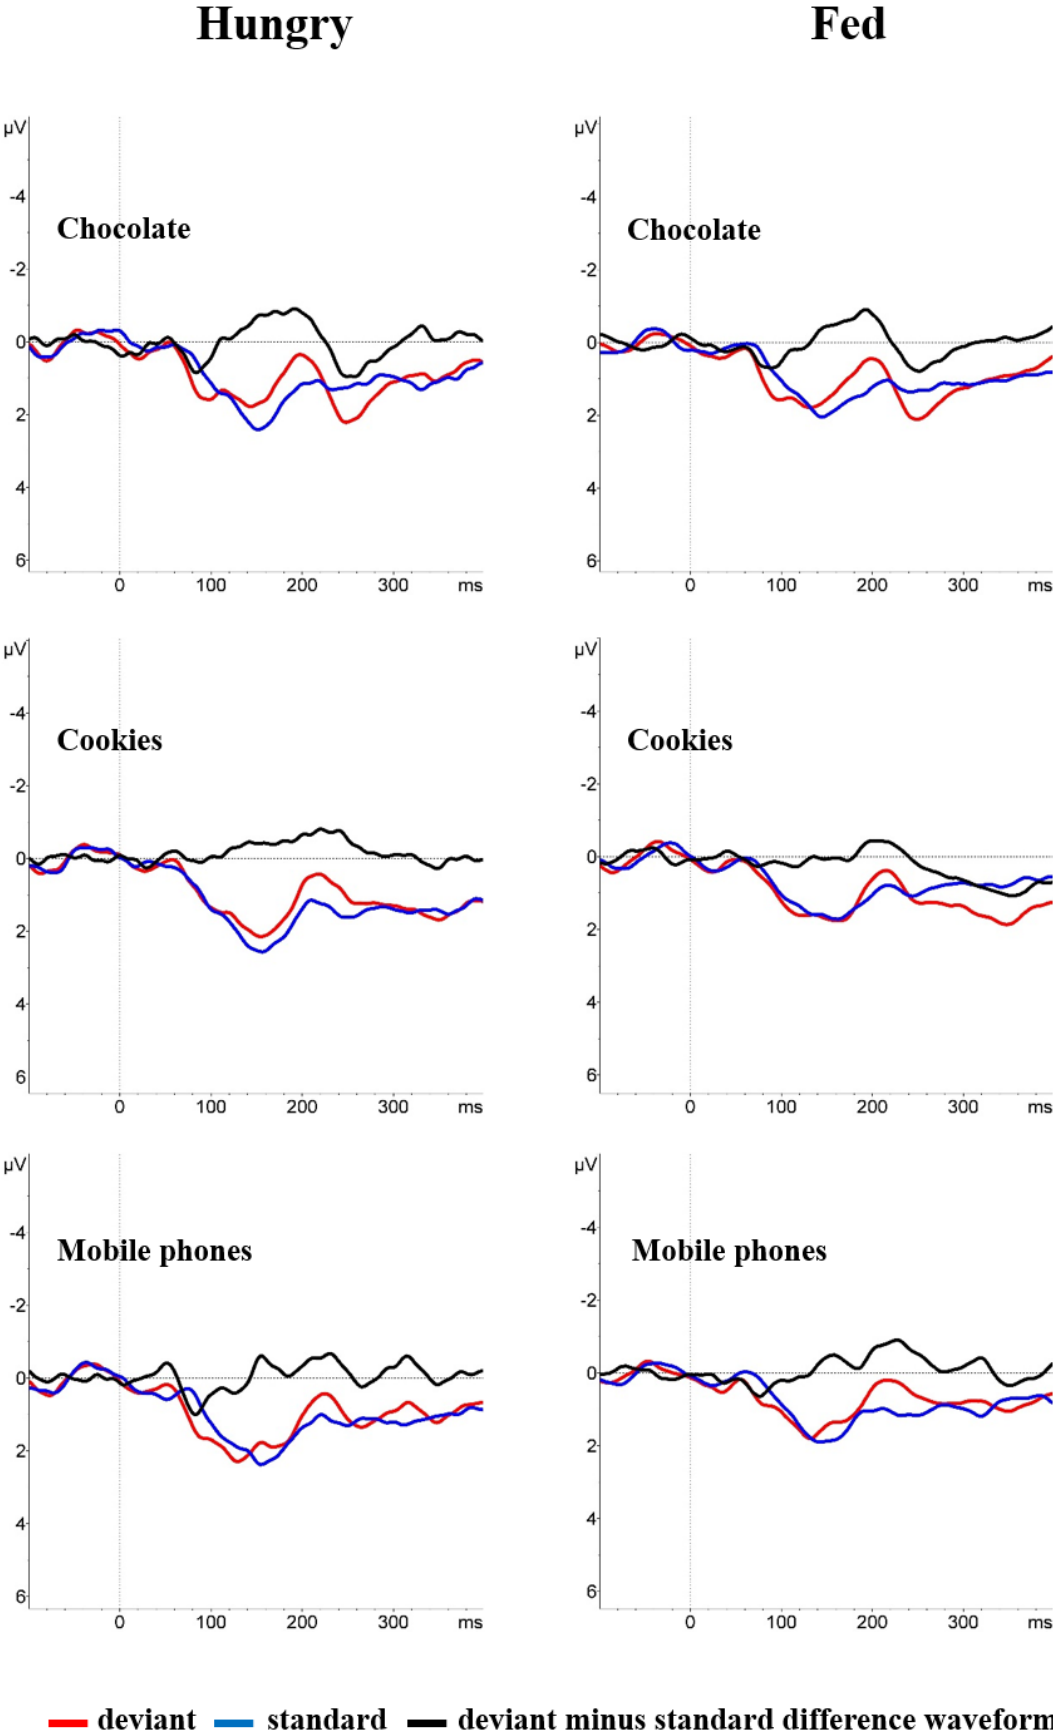 Hungry Fed
µV µV
-4 -4
Chocolate Chocolate
-2 -2
0 0
2 2
4 4
6 6
0 100 200 300 ms 0 100 200 300 ms
µV µV
-4 -4
Cookies Cookies
-2 -2
0 0
2 2
4 4
6 6
0 100 200 300 ms 0 100 200 300 ms
µV µV
-4 -4
Mobile phones Mobile phones
-2 -2
0 0
2 2
4 4
6 6
0 100 200 300 ms 0 100 200 300 ms
deviant standard deviant minus standard difference waveform